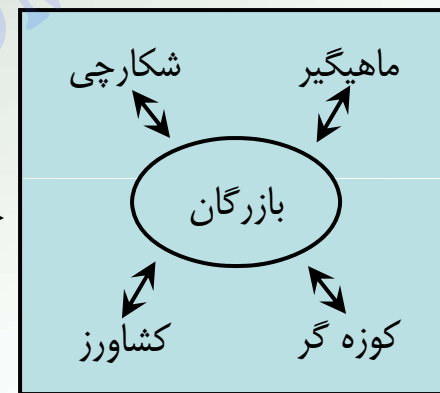 ماهیگیر
شکارچی
بازرگان
کوزه گر
کشاورز